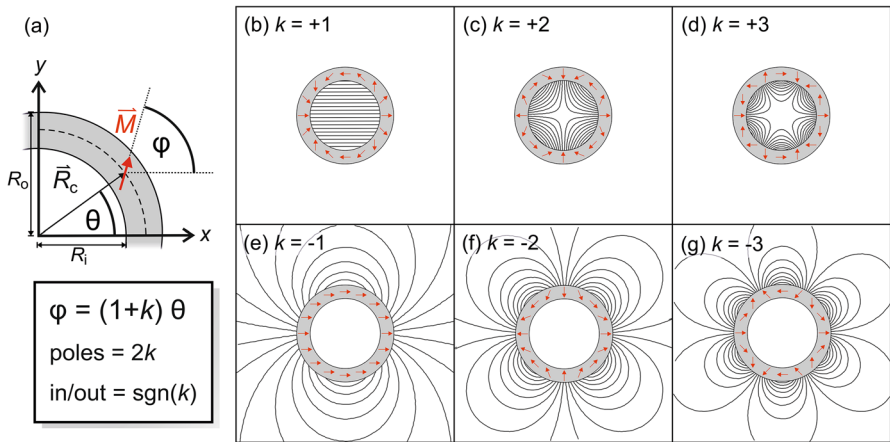 (a)
y
M
φ
R_c
R_o
θ
x
R_i
φ = (1+k) θ
poles = 2k
in/out = sgn(k)
(b) k = +1
(c) k = +2
(d) k = +3
(e) k = -1
(f) k = -2
(g) k = -3